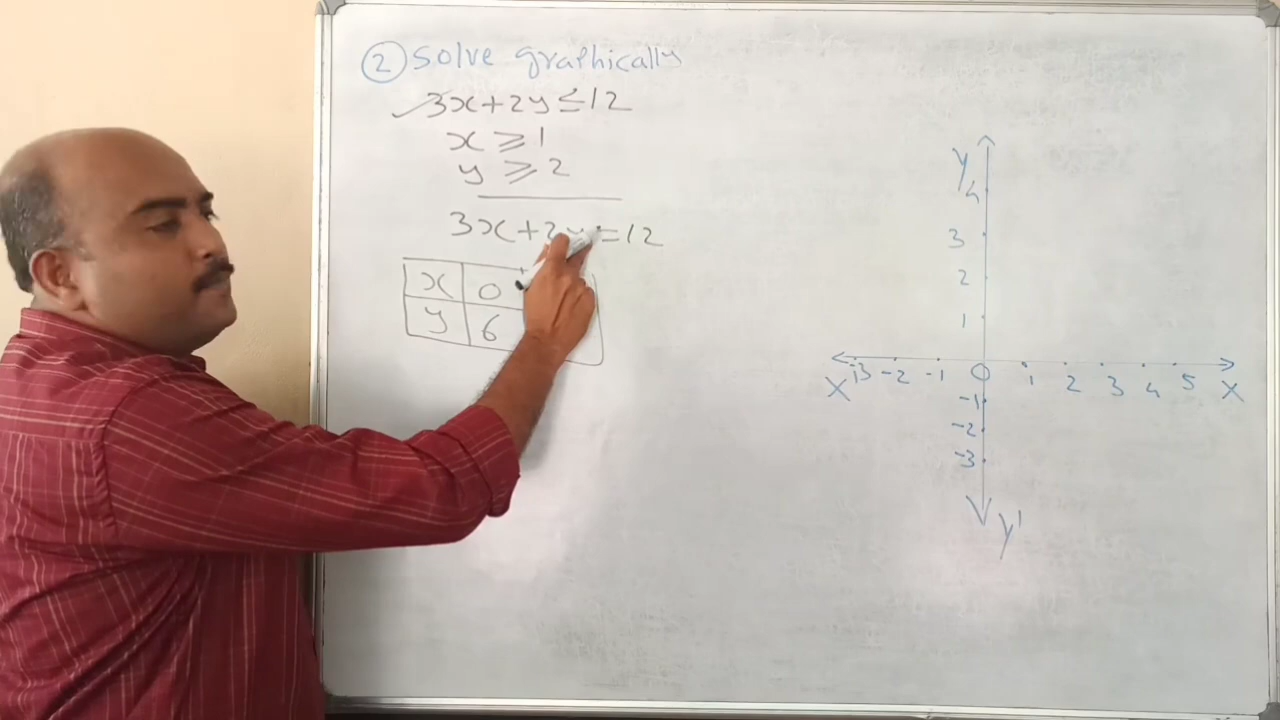 ② Solve graphically
✓3x+2y≤12
x ≥ 1
y ≥ 2
3x+2y=12
x 0
y 6
Y
4
3
2
1
X' -3 -2 -1 0 1 2 3 4 5 X
-1
-2
-3
Y'